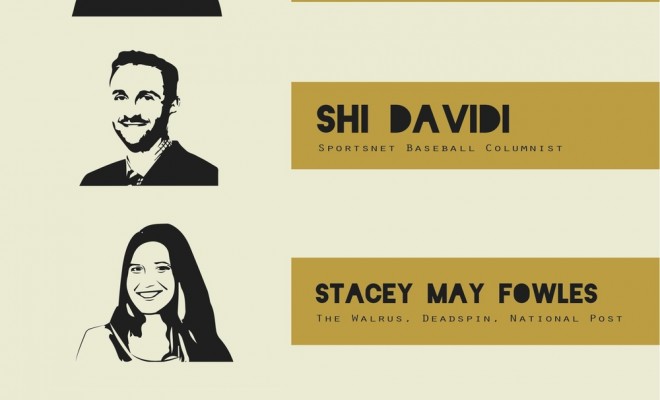 SHI DAVIDI
Sportsnet Baseball Columnist
STACEY MAY FOWLES
The Walrus, Deadspin, National Post